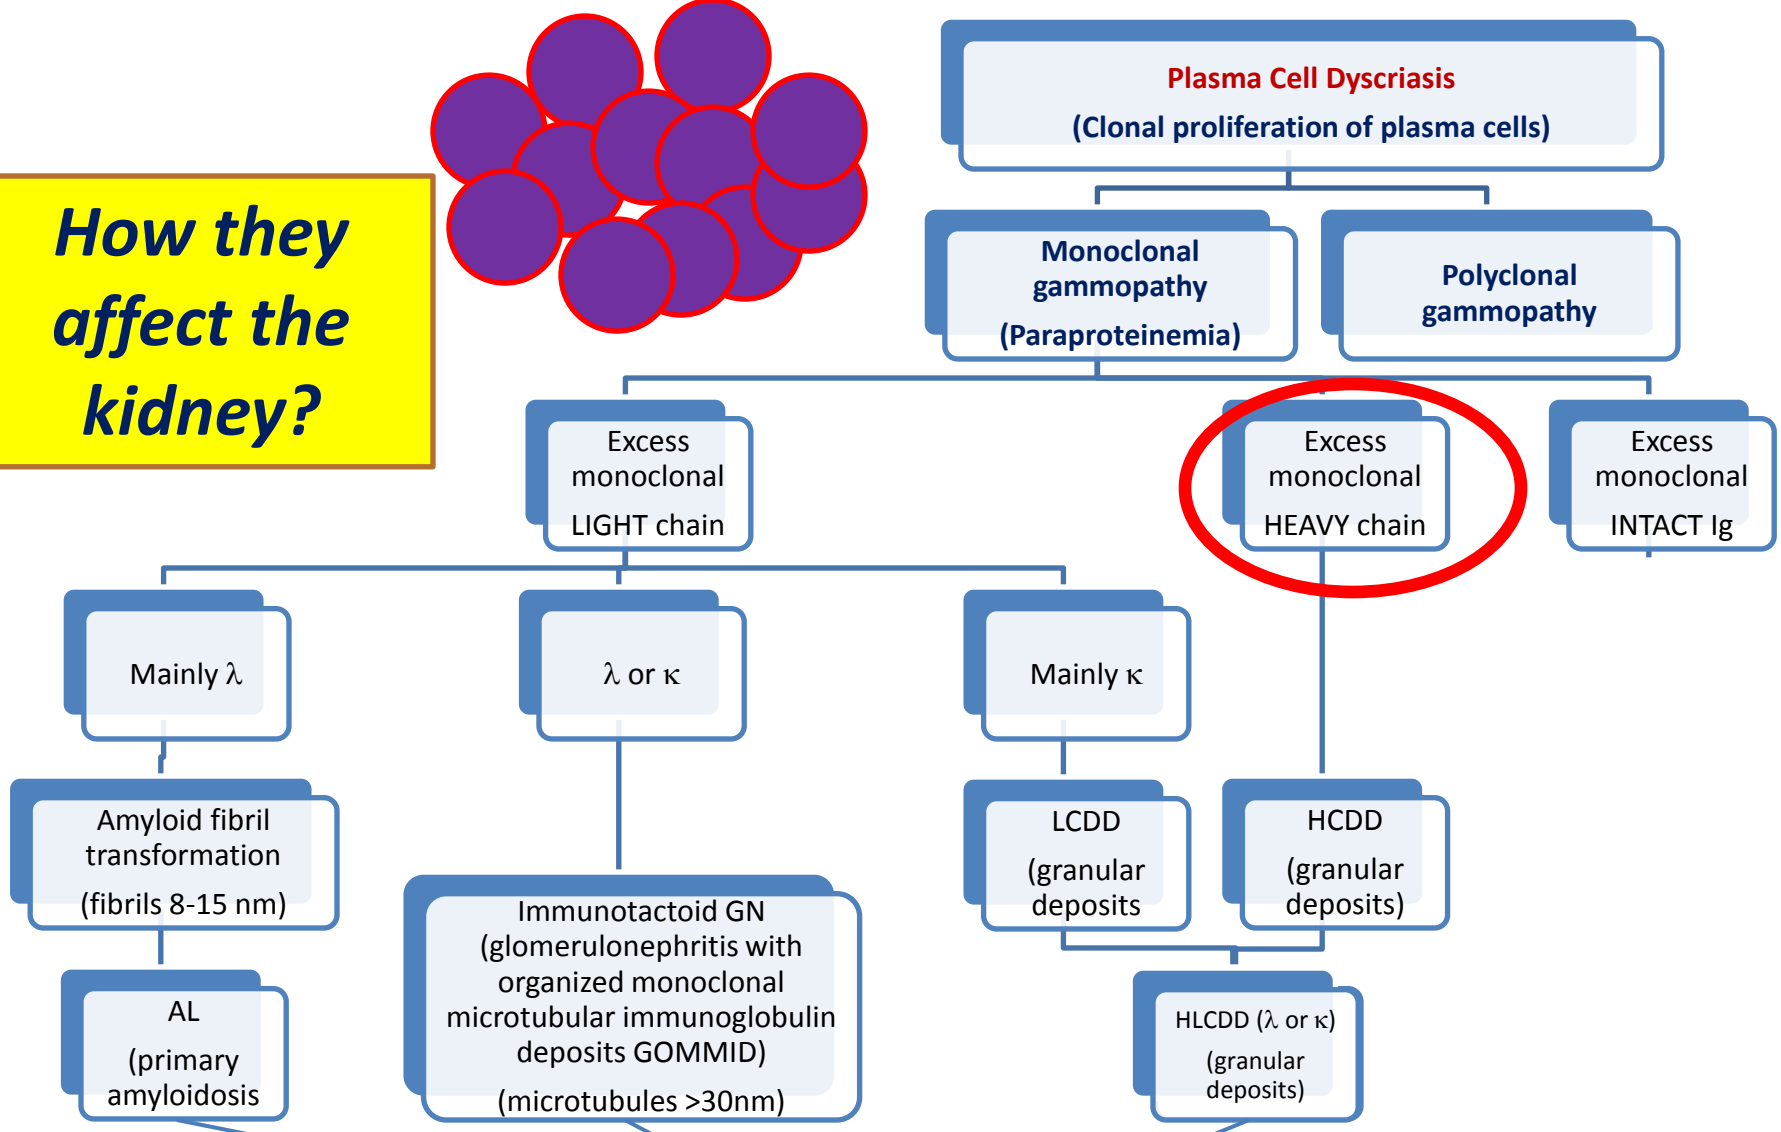 How they
affect the
kidney?
Plasma Cell Dyscriasis
(Clonal proliferation of plasma cells)
Monoclonal
gammopathy
(Paraproteinemia)
Polyclonal
gammopathy
Excess
monoclonal
LIGHT chain
Excess
monoclonal
HEAVY chain
Excess
monoclonal
INTACT Ig
Mainly λ
λ or κ
Mainly κ
Amyloid fibril
transformation
(fibrils 8-15 nm)
Immunotactoid GN
(glomerulonephritis with
organized monoclonal
microtubular immunoglobulin
deposits GOMMID)
(microtubules >30nm)
LCDD
(granular
deposits
HCDD
(granular
deposits)
AL
(primary
amyloidosis
HLCDD (λ or κ)
(granular
deposits)